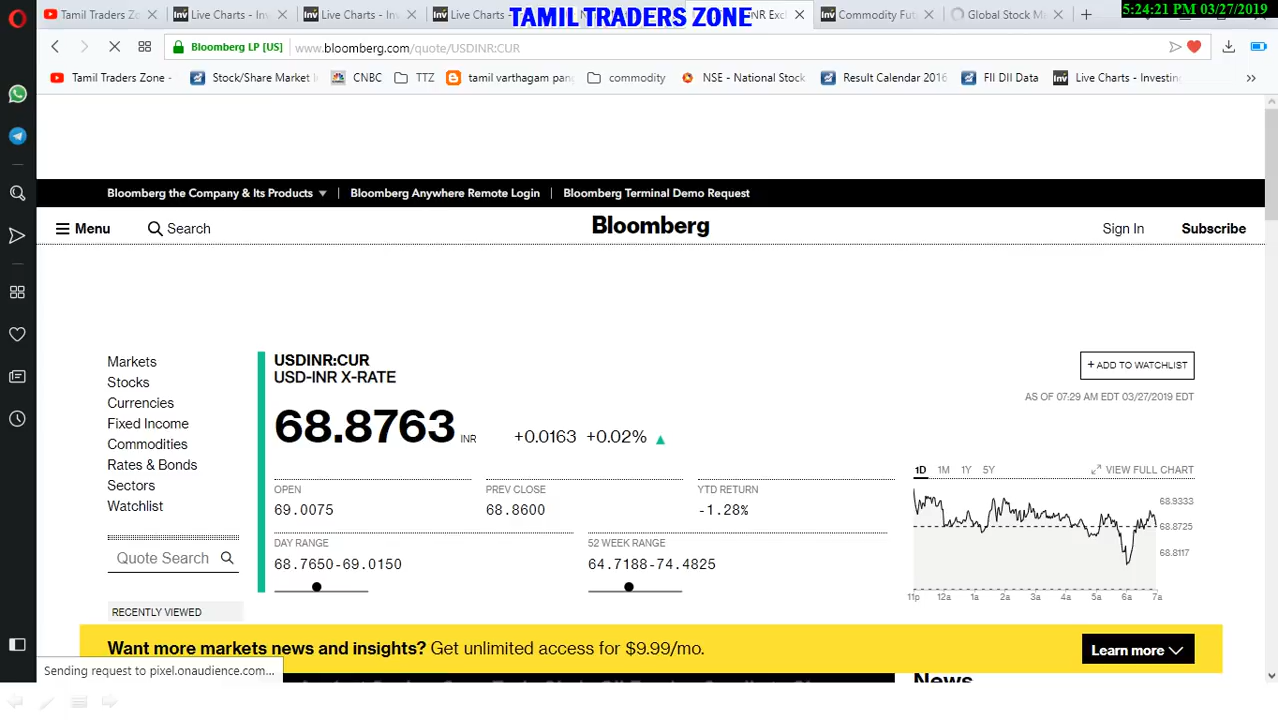 Tamil Traders Z
Live Charts - Inv
Live Charts - Inv
Live Charts
TAMIL TRADERS ZONE
NR Excl
Commodity Fut
Global Stock M
5:24:21 PM 03/27/2019
Bloomberg LP [US]
www.bloomberg.com/quote/USDINR:CUR
Tamil Traders Zone -
Stock/Share Market I
CNBC
TTZ
tamil varthagam pan
commodity
NSE - National Stock
Result Calendar 2016
FII DII Data
Live Charts - Investin
Bloomberg the Company & Its Products
Bloomberg Anywhere Remote Login
Bloomberg Terminal Demo Request
Menu
Search
Bloomberg
Sign In
Subscribe
Markets
Stocks
Currencies
Fixed Income
Commodities
Rates & Bonds
Sectors
Watchlist
Quote Search
RECENTLY VIEWED
USDINR:CUR
USD-INR X-RATE
68.8763 INR +0.0163 +0.02%
OPEN
69.0075
PREV CLOSE
68.8600
YTD RETURN
-1.28%
DAY RANGE
68.7650-69.0150
52 WEEK RANGE
64.7188-74.4825
+ ADD TO WATCHLIST
AS OF 07:29 AM EDT 03/27/2019 EDT
1D 1M 1Y 5Y
VIEW FULL CHART
68.9333
68.8725
68.8117
11p 12a 1a 2a 3a 4a 5a 6a 7a
Want more markets news and insights? Get unlimited access for $9.99/mo.
Learn more
Sending request to pixel.onaudience.com...
News